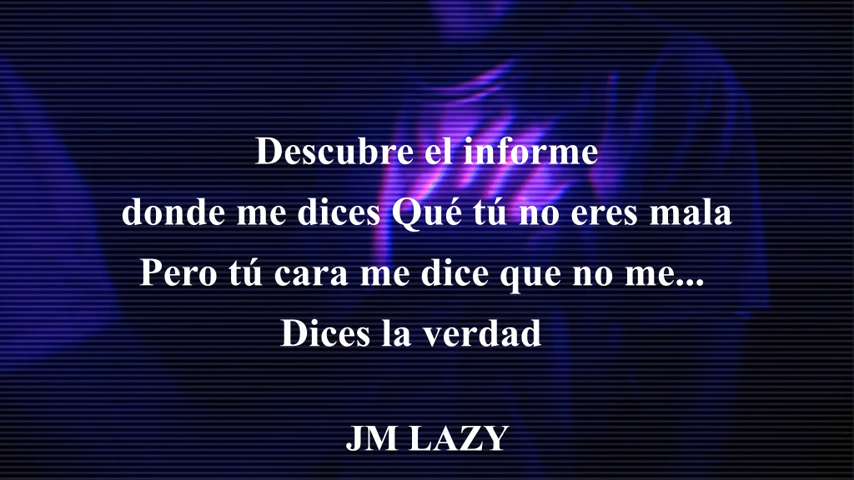 Descubre el informe
donde me dices Qué tú no eres mala
Pero tú cara me dice que no me...
Dices la verdad
JM LAZY